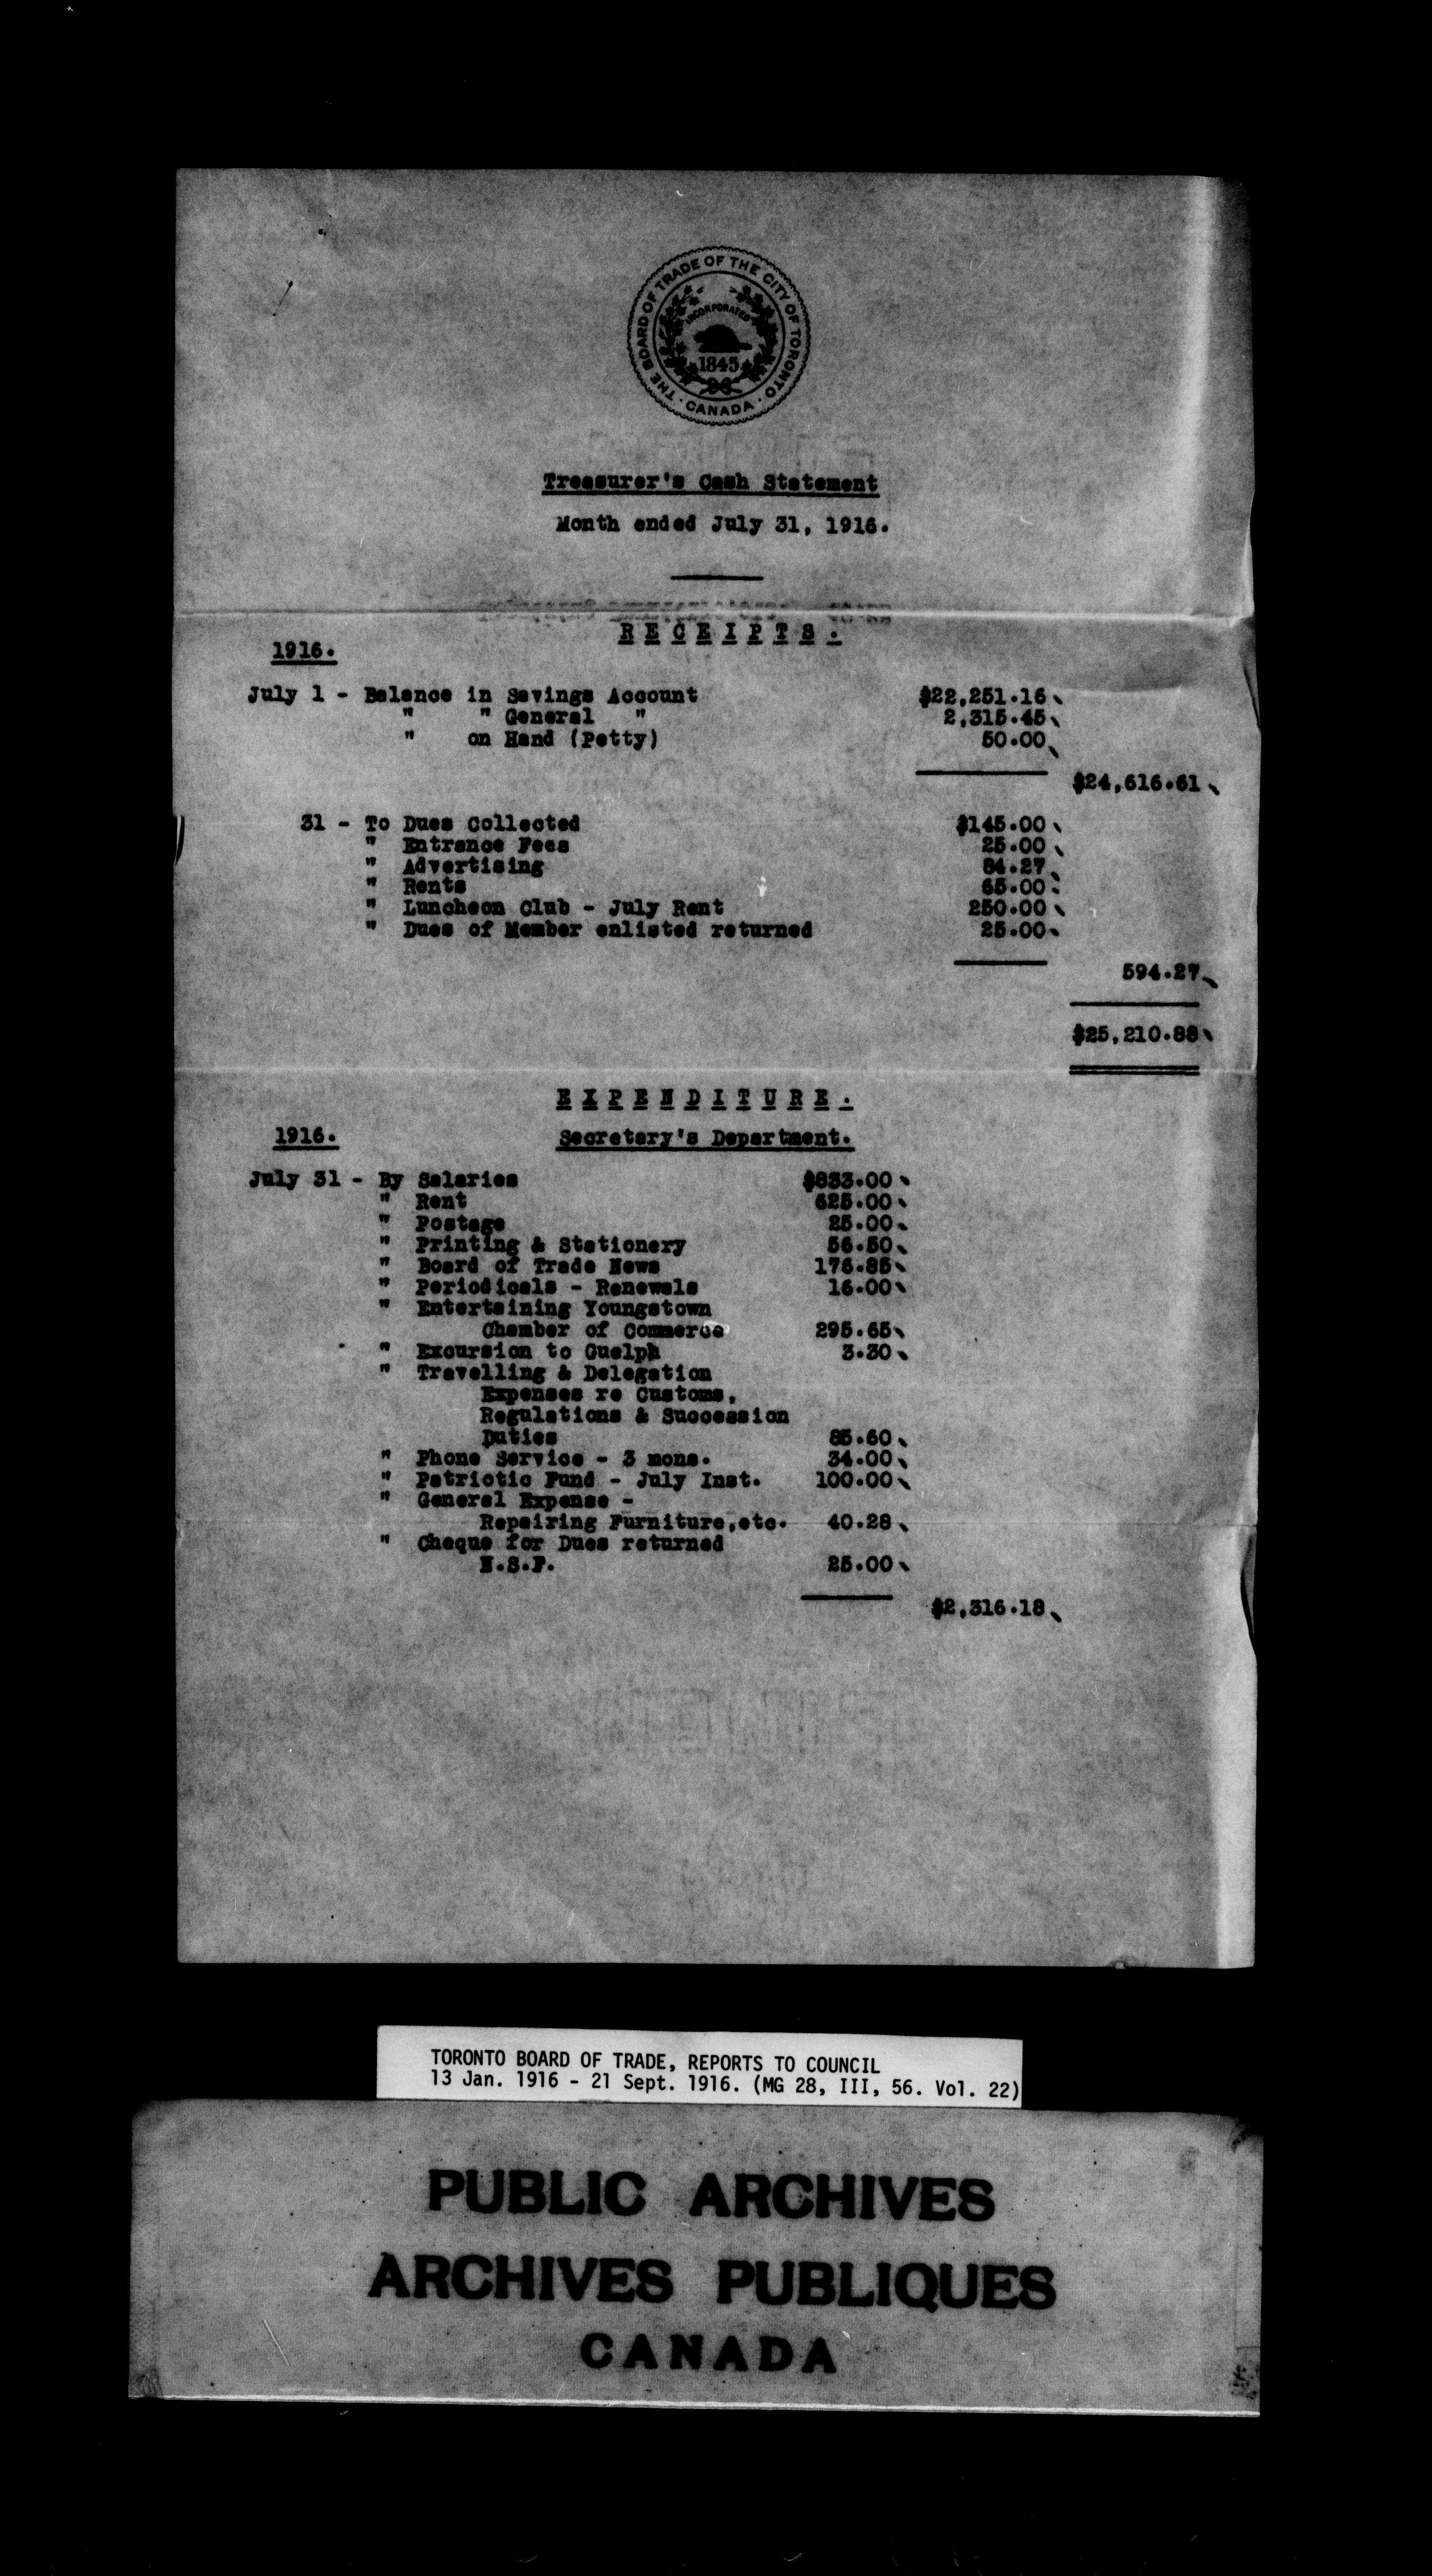 THE BOARD OF TRADE OF THE CITY OF TORONTO
INCORPORATED
1845
CANADA
Treasurer's Cash Statement
Month ended July 31, 1916.
RECEIPTS.
1916.
July 1 - Balance in Savings Account $22,251.16
" " General " 2,315.45
" on Hand (Petty) 50.00
$24,616.61
31 - To Dues Collected $145.00
" Entrance Fees 25.00
" Advertising 84.27
" Rents 65.00
" Luncheon Club - July Rent 250.00
" Dues of Member enlisted returned 25.00
594.27
$25,210.88
EXPENDITURE.
1916. Secretary's Department.
July 31 - By Salaries $833.00
" Rent 625.00
" Postage 25.00
" Printing & Stationery 56.50
" Board of Trade News 176.85
" Periodicals - Renewals 16.00
" Entertaining Youngstown
Chamber of Commerce 295.65
" Excursion to Guelph 3.30
" Travelling & Delegation
Expenses re Customs,
Regulations & Succession
Duties 85.60
" Phone Service - 3 mons. 34.00
" Patriotic Fund - July Inst. 100.00
" General Expense -
Repairing Furniture,etc. 40.28
" Cheque for Dues returned
N.S.F. 25.00
$2,316.18
TORONTO BOARD OF TRADE, REPORTS TO COUNCIL
13 Jan. 1916 - 21 Sept. 1916. (MG 28, III, 56. Vol. 22)
PUBLIC ARCHIVES
ARCHIVES PUBLIQUES
CANADA